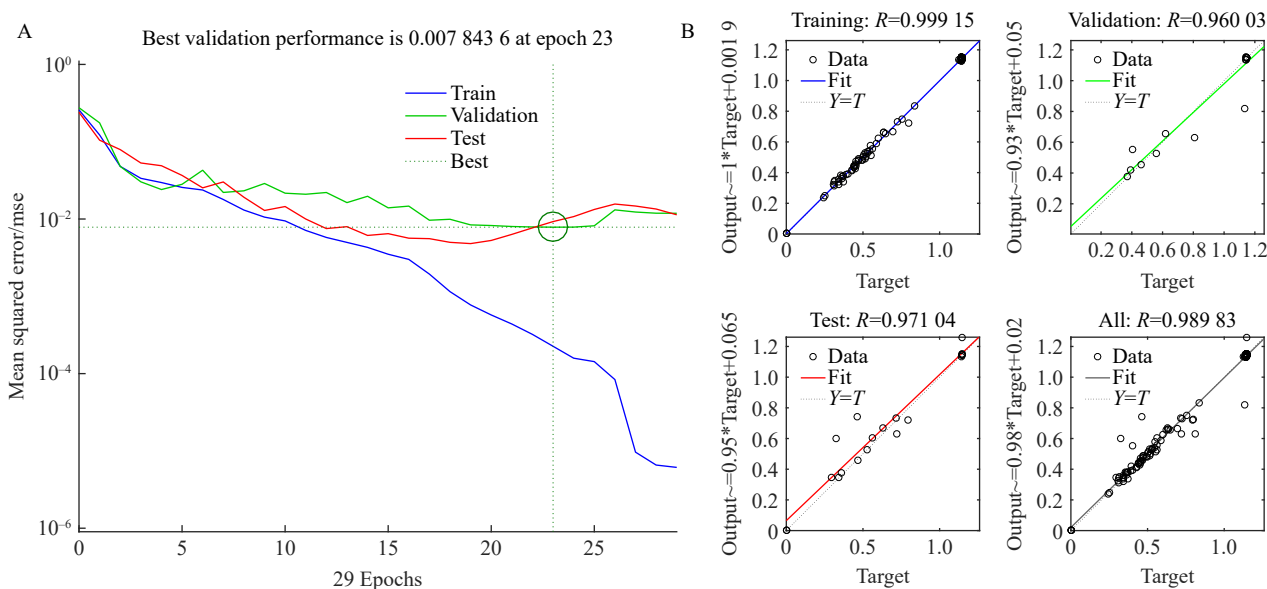 A
Best validation performance is 0.007 843 6 at epoch 23
10⁰
10⁻²
10⁻⁴
10⁻⁶
Mean squared error/mse
Train
Validation
Test
Best
0
5
10
15
20
25
29 Epochs
B
Training: R=0.999 15
Output~=1*Target+0.001 9
1.2
1.0
0.8
0.6
0.4
0.2
0
Data
Fit
Y=T
0
0.5
1.0
Target
Validation: R=0.960 03
Output~=0.93*Target+0.05
1.2
1.0
0.8
0.6
0.4
0.2
Data
Fit
Y=T
0.2
0.4
0.6
0.8
1.0
1.2
Target
Test: R=0.971 04
Output~=0.95*Target+0.065
1.2
1.0
0.8
0.6
0.4
0.2
0
Data
Fit
Y=T
0
0.5
1.0
Target
All: R=0.989 83
Output~=0.98*Target+0.02
1.2
1.0
0.8
0.6
0.4
0.2
0
Data
Fit
Y=T
0
0.5
1.0
Target